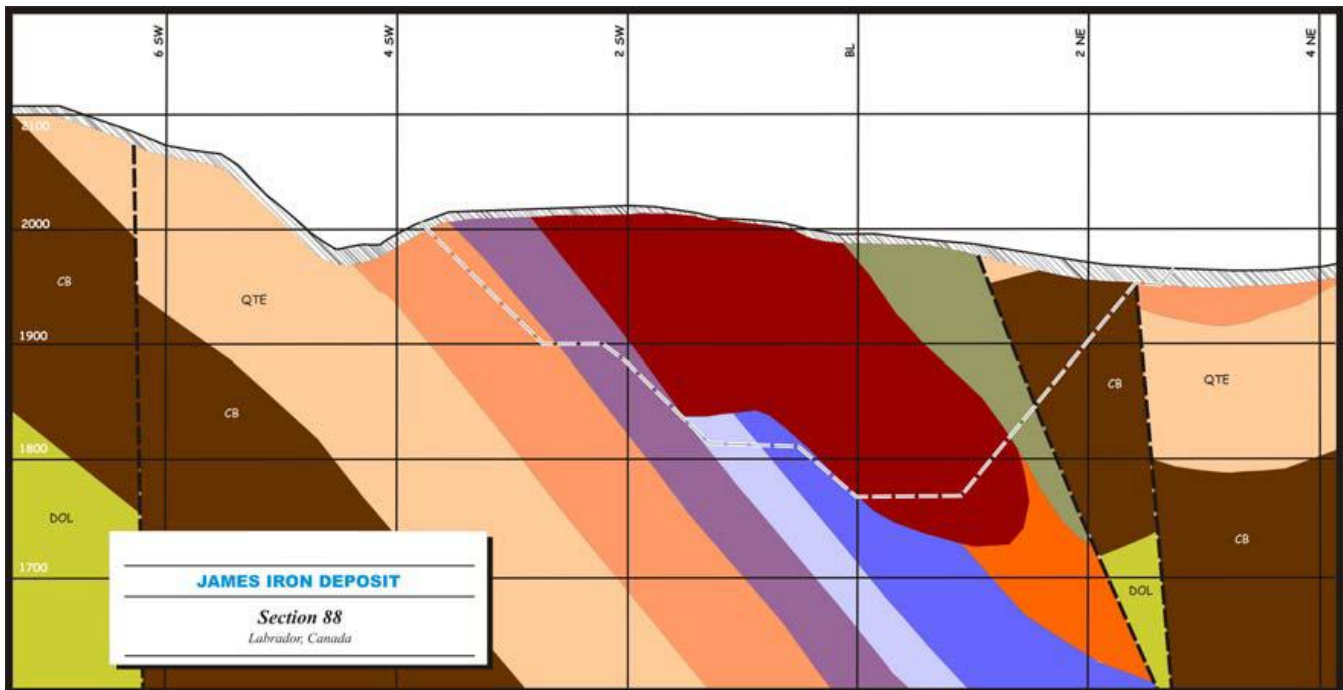 6 SW
4 SW
2 SW
BL
2 NE
4 NE
2100
2000
CB
QTE
1900
CB
CB
QTE
1800
DOL
CB
1700
DOL
JAMES IRON DEPOSIT
Section 88
Labrador, Canada